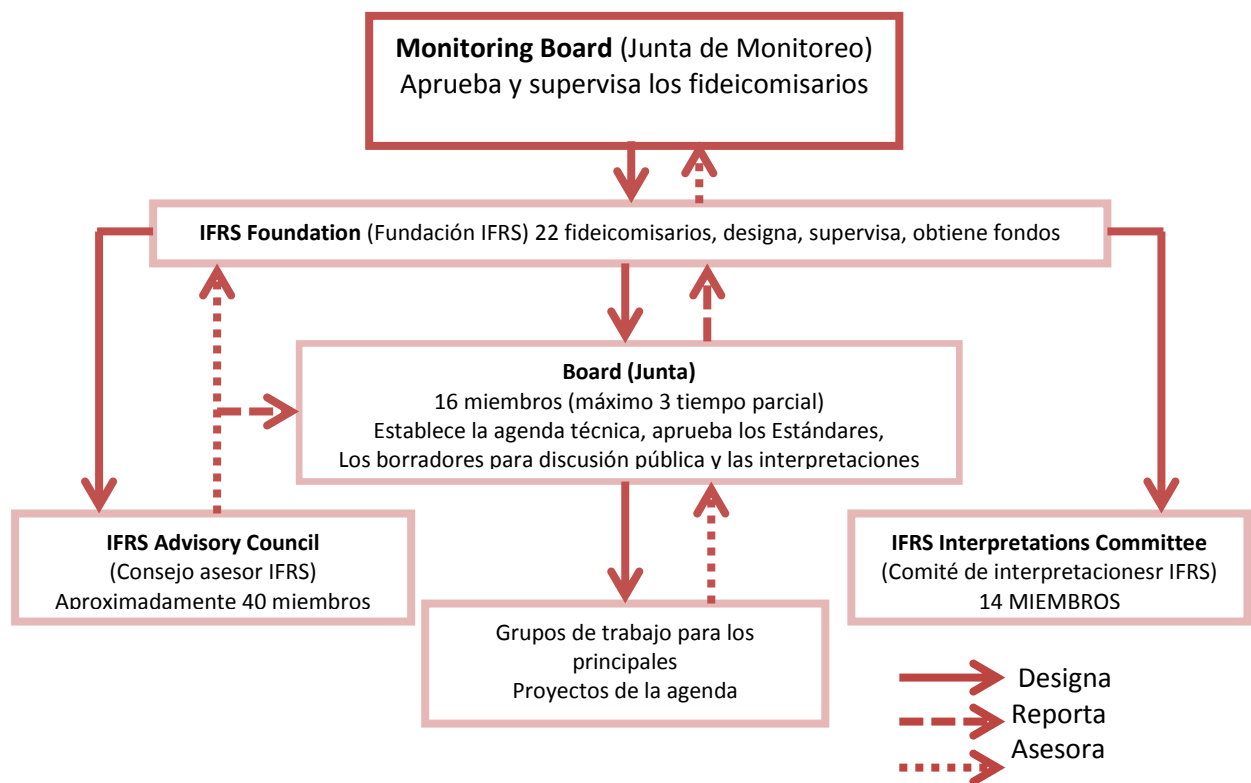 Monitoring Board (Junta de Monitoreo)
Aprueba y supervisa los fideicomisarios
IFRS Foundation (Fundación IFRS) 22 fideicomisarios, designa, supervisa, obtiene fondos
Board (Junta)
16 miembros (máximo 3 tiempo parcial)
Establece la agenda técnica, aprueba los Estándares,
Los borradores para discusión pública y las interpretaciones
IFRS Advisory Council
(Consejo asesor IFRS)
Aproximadamente 40 miembros
IFRS Interpretations Committee
(Comité de interpretacionesr IFRS)
14 MIEMBROS
Grupos de trabajo para los
principales
Proyectos de la agenda
Designa
Reporta
Asesora